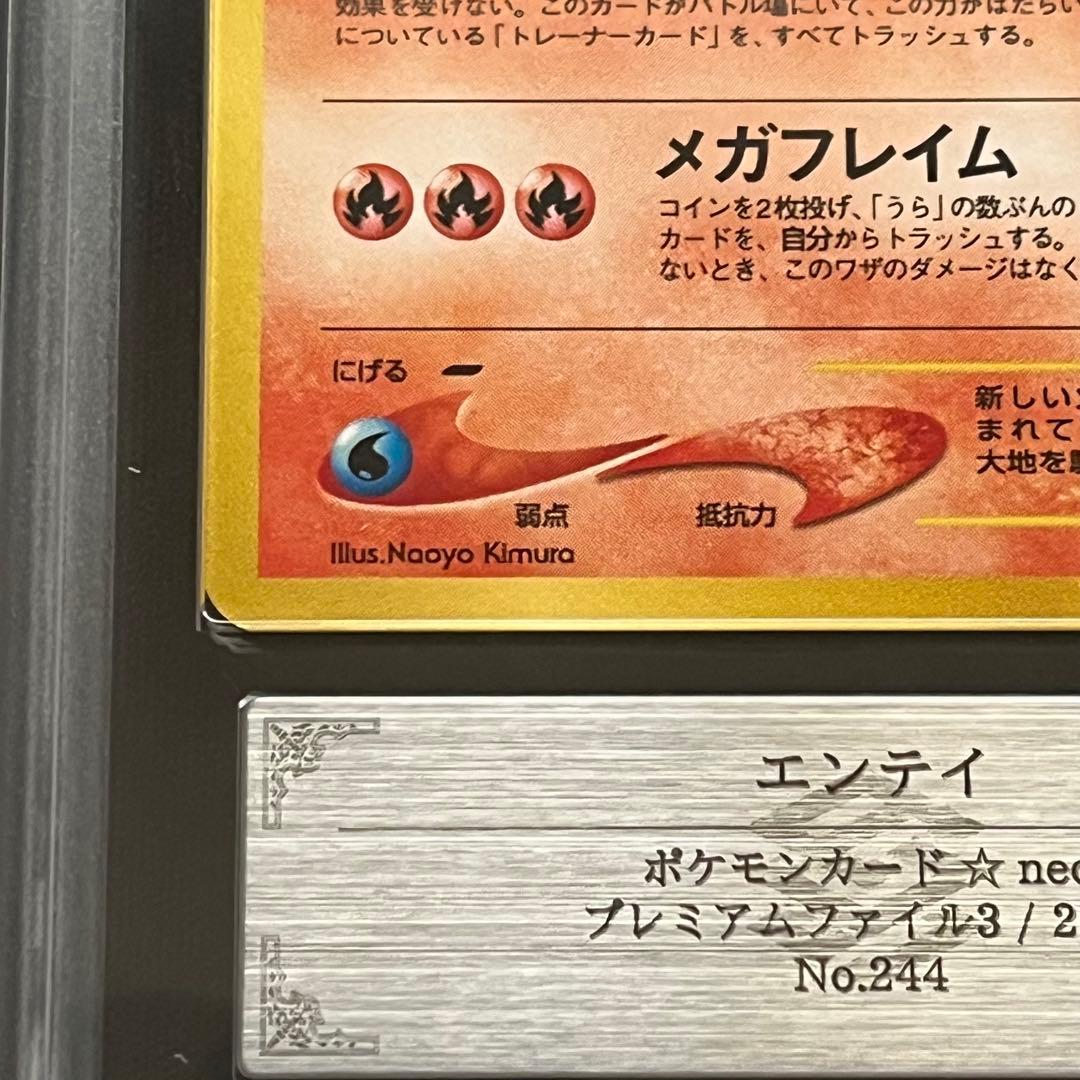 効果を受けない。このカードがバトル場にいて、この力がはたらい
についている「トレーナーカード」を、すべてトラッシュする。
メガフレイム
コインを2枚投げ、「うら」の数ぶんの
カードを、自分からトラッシュする。
ないとき、このワザのダメージはなく
にげる
新しい
まれて
大地を
弱点 抵抗力
Illus.Naoyo Kimura
エンテイ
ポケモンカード☆neo
プレミアムファイル3 / 2
No.244